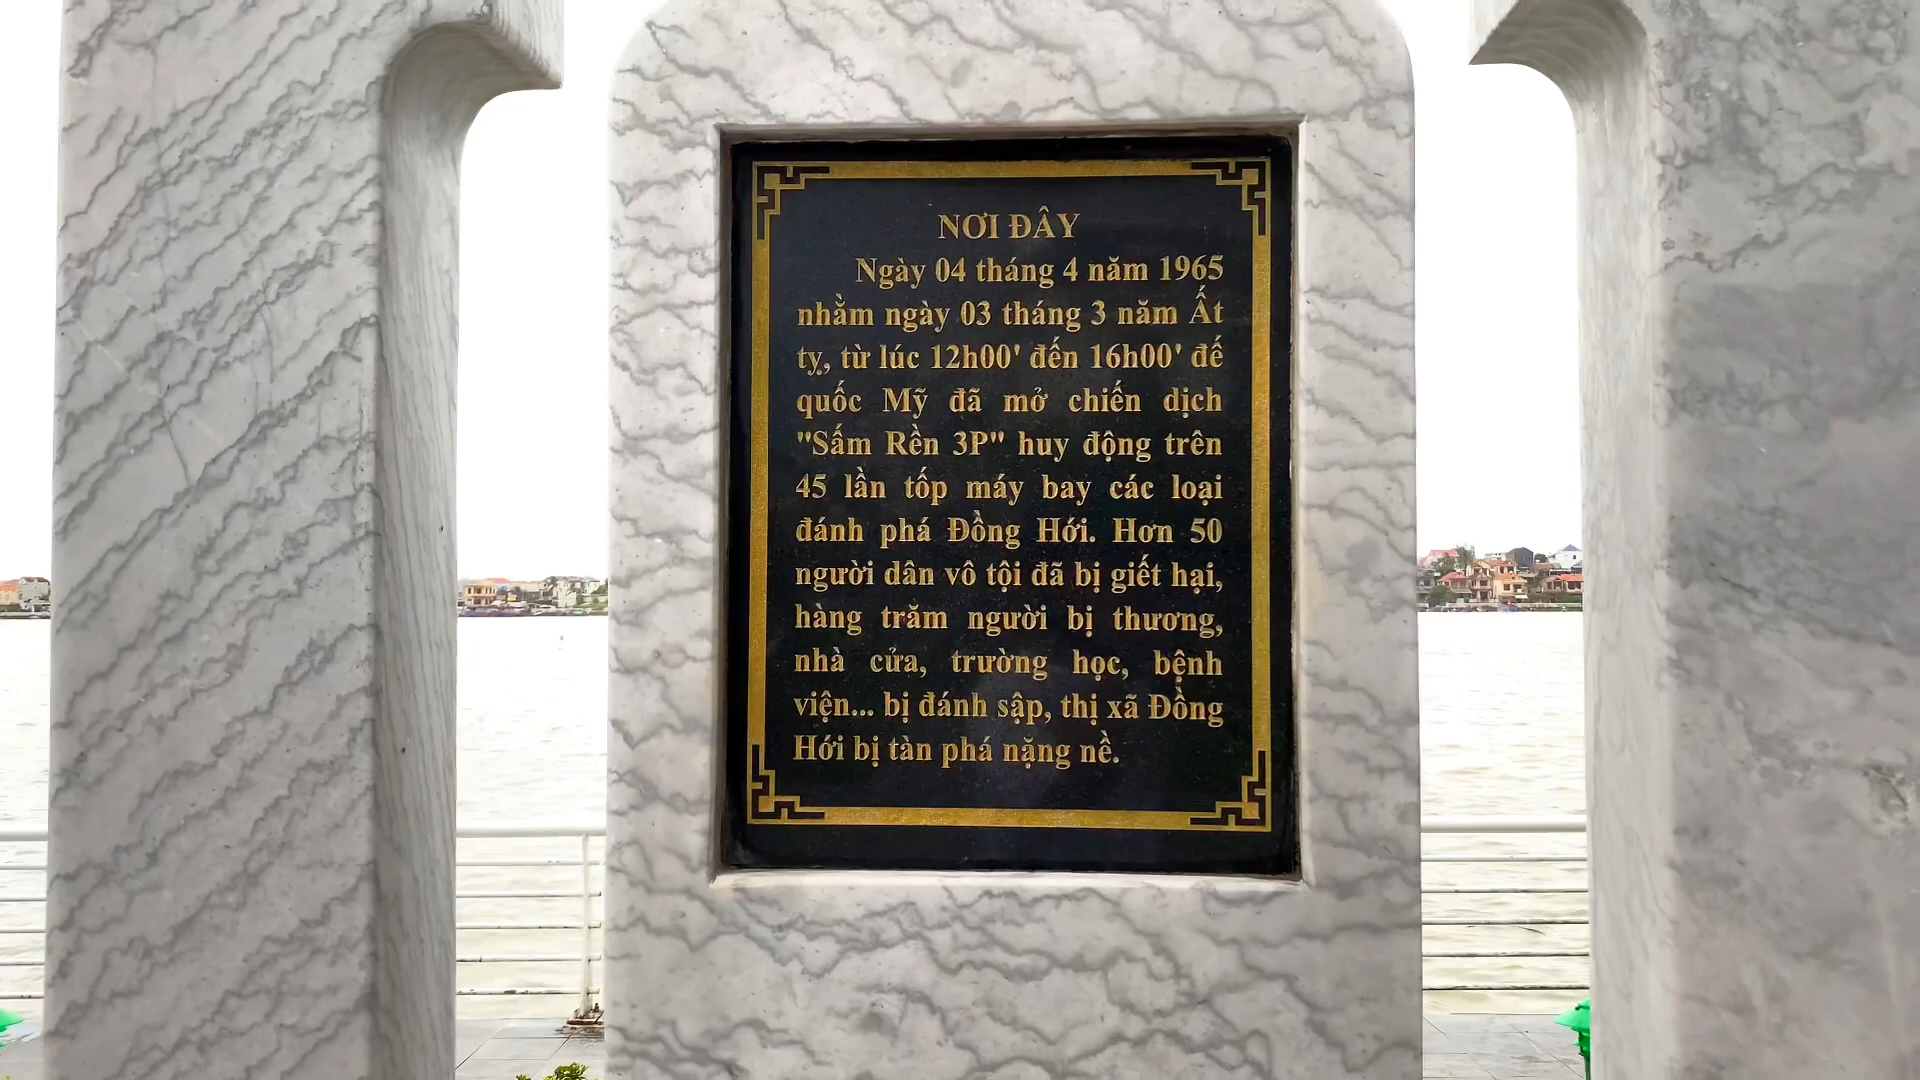 NƠI ĐÂY
Ngày 04 tháng 4 năm 1965
nhằm ngày 03 tháng 3 năm Ất
tỵ, từ lúc 12h00' đến 16h00' đế
quốc Mỹ đã mở chiến dịch
"Sấm Rền 3P" huy động trên
45 lần tốp máy bay các loại
đánh phá Đồng Hới. Hơn 50
người dân vô tội đã bị giết hại,
hàng trăm người bị thương,
nhà cửa, trường học, bệnh
viện... bị đánh sập, thị xã Đồng
Hới bị tàn phá nặng nề.